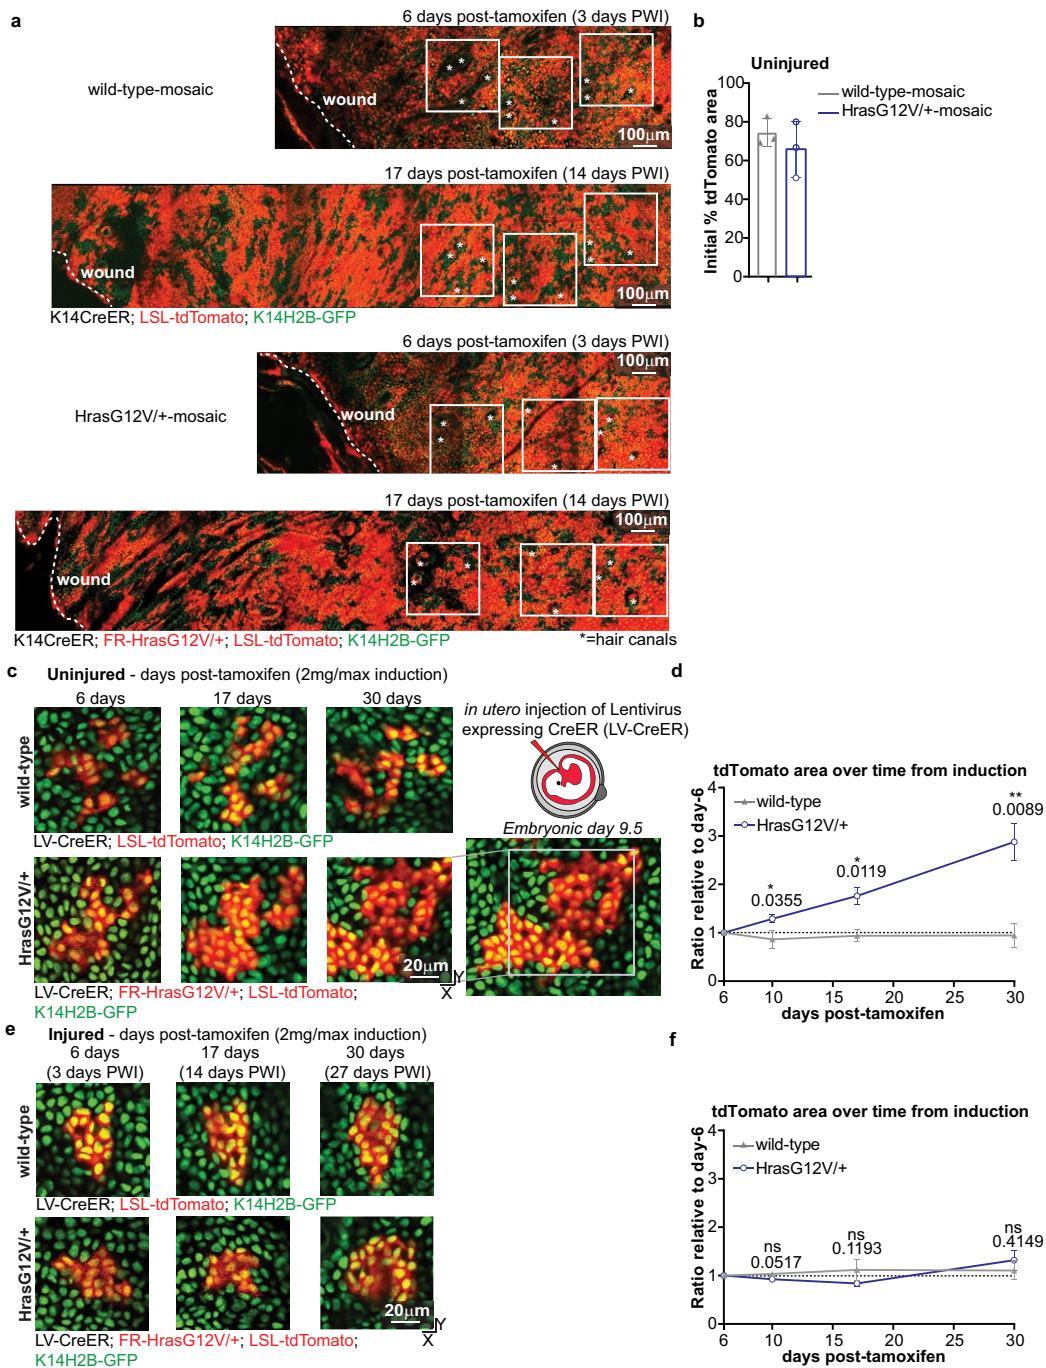 a
6 days post-tamoxifen (3 days PWI)
wild-type-mosaic
wound
* * * * * * * * * *
100μm
17 days post-tamoxifen (14 days PWI)
wound
* * * * * * * * * *
100μm
K14CreER; LSL-tdTomato; K14H2B-GFP
6 days post-tamoxifen (3 days PWI)
100μm
HrasG12V/+-mosaic
wound
* * * * * * * *
17 days post-tamoxifen (14 days PWI)
100μm
wound
* * * * * * * *
K14CreER; FR-HrasG12V/+; LSL-tdTomato; K14H2B-GFP
*=hair canals
b
Uninjured
Initial % tdTomato area
100
80
60
40
20
0
wild-type-mosaic
HrasG12V/+-mosaic
c
Uninjured - days post-tamoxifen (2mg/max induction)
6 days
17 days
30 days
wild-type
LV-CreER; LSL-tdTomato; K14H2B-GFP
HrasG12V/+
20μm
Y
X
LV-CreER; FR-HrasG12V/+; LSL-tdTomato;
K14H2B-GFP
in utero injection of Lentivirus
expressing CreER (LV-CreER)
Embryonic day 9.5
d
tdTomato area over time from induction
wild-type
HrasG12V/+
Ratio relative to day-6
4
3
2
1
0
*
0.0355
*
0.0119
**
0.0089
6 10 15 20 25 30
days post-tamoxifen
e
Injured - days post-tamoxifen (2mg/max induction)
6 days
(3 days PWI)
17 days
(14 days PWI)
30 days
(27 days PWI)
wild-type
LV-CreER; LSL-tdTomato; K14H2B-GFP
HrasG12V/+
20μm
Y
X
LV-CreER; FR-HrasG12V/+; LSL-tdTomato;
K14H2B-GFP
f
tdTomato area over time from induction
wild-type
HrasG12V/+
Ratio relative to day-6
4
3
2
1
0
ns
0.0517
ns
0.1193
ns
0.4149
6 10 15 20 25 30
days post-tamoxifen